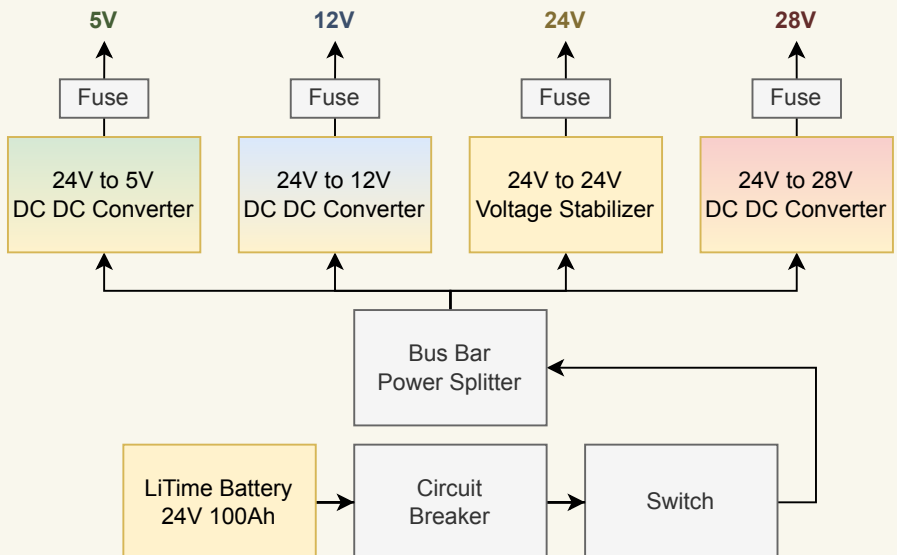 5V
12V
24V
28V
Fuse
Fuse
Fuse
Fuse
24V to 5V
DC DC Converter
24V to 12V
DC DC Converter
24V to 24V
Voltage Stabilizer
24V to 28V
DC DC Converter
Bus Bar
Power Splitter
LiTime Battery
24V 100Ah
Circuit
Breaker
Switch